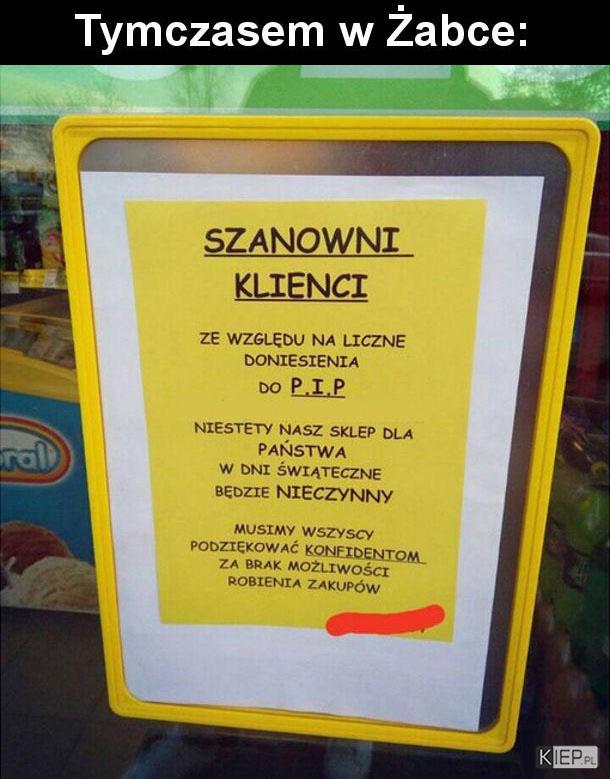 Tymczasem w Żabce:
SZANOWNI
KLIENCI
ZE WZGLĘDU NA LICZNE
DONIESIENIA
DO P.I.P
NIESTETY NASZ SKLEP DLA
PAŃSTWA
W DNI ŚWIĄTECZNE
BĘDZIE NIECZYNNY
MUSIMY WSZYSCY
PODZIĘKOWAĆ KONFIDENTOM
ZA BRAK MOŻLIWOŚCI
ROBIENIA ZAKUPÓW
ral
KIEP.PL